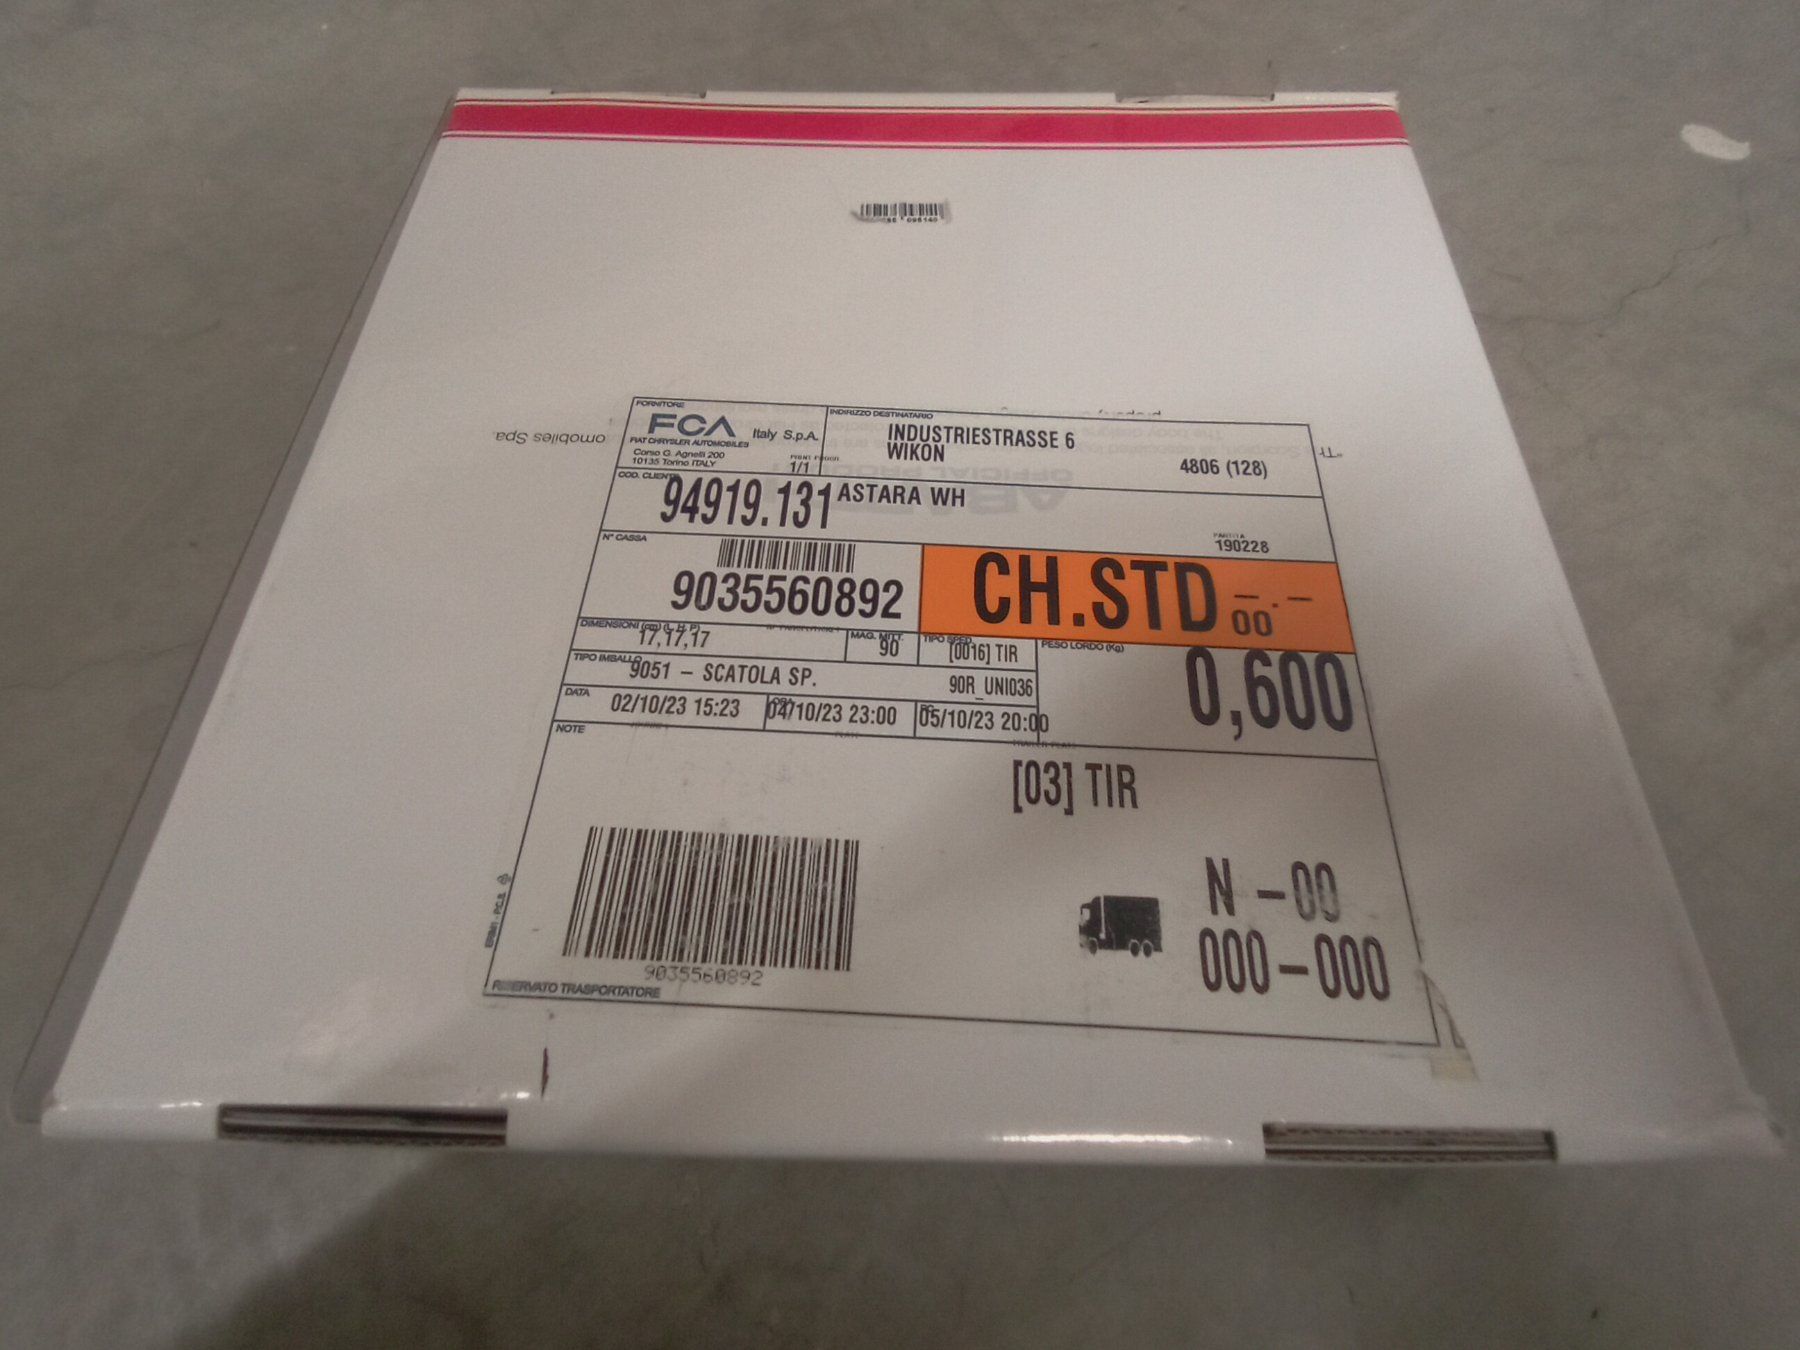 omobiles Spa.
"Th
FORNITORE
FCA
Italy S.p.A.
FIAT CHRYSLER AUTOMOBILES
Corso G. Agnelli 200
10135 Torino ITALY
1/1
INDIRIZZO DESTINATARIO
INDUSTRIESTRASSE 6
WIKON
4806 (128)
COD. CLIENTE
94919.131
ASTARA WH
PARTITA
190228
N° CASSA
9035560892
CH.STD -.-
00
DIMENSIONI (cm) (L, H, P)
17,17,17
MAG. MITT.
90
TIPO SPED.
[0016] TIR
PESO LORDO (Kg)
0,600
TIPO IMBALLO
9051 - SCATOLA SP.
90R_UNI036
DATA
02/10/23 15:23
04/10/23 23:00
05/10/23 20:00
NOTE
[03] TIR
N -00
000-000
9035560892
RISERVATO TRASPORTATORE